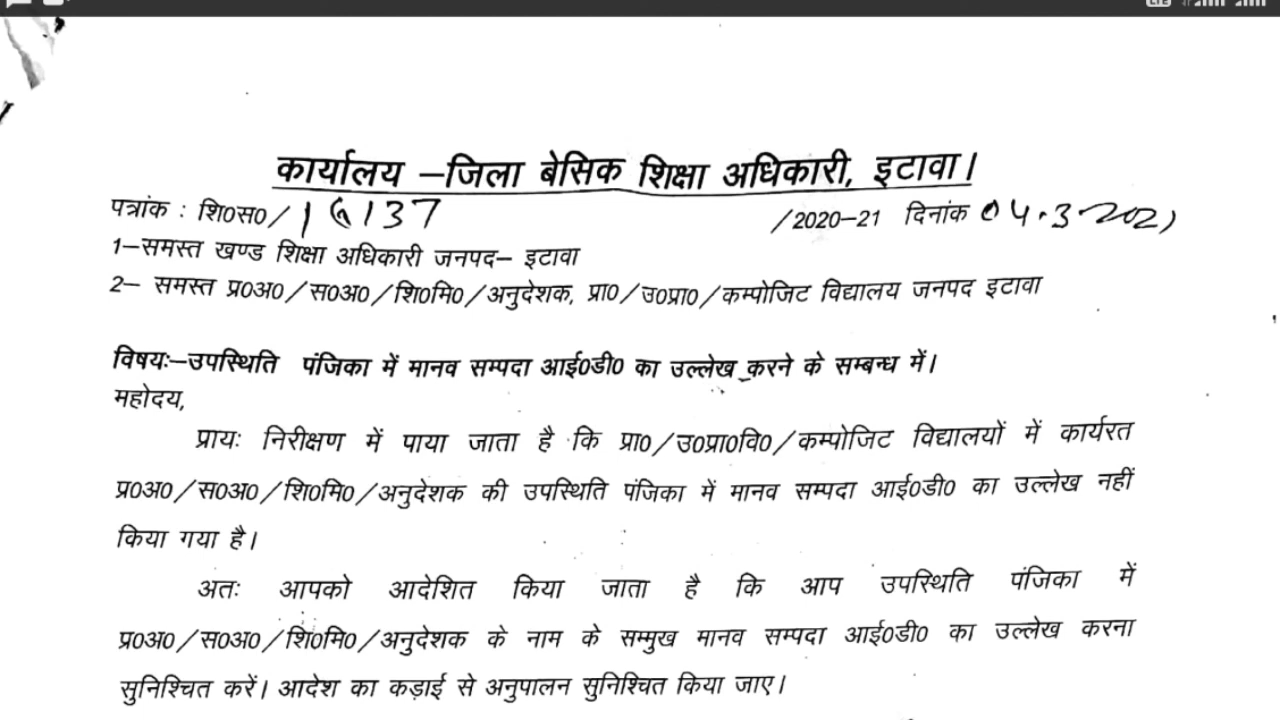 कार्यालय –जिला बेसिक शिक्षा अधिकारी, इटावा।
पत्रांक : शि0स0/16137 /2020–21 दिनांक 04.3.2021
1–समस्त खण्ड शिक्षा अधिकारी जनपद– इटावा
2– समस्त प्र0अ0/स0अ0/शि0मि0/अनुदेशक, प्रा0/उ0प्रा0/कम्पोजिट विद्यालय जनपद इटावा
विषयः–उपस्थिति पंजिका में मानव सम्पदा आई0डी0 का उल्लेख करने के सम्बन्ध में।
महोदय,
प्रायः निरीक्षण में पाया जाता है कि प्रा0/उ0प्रा0वि0/कम्पोजिट विद्यालयों में कार्यरत
प्र0अ0/स0अ0/शि0मि0/अनुदेशक की उपस्थिति पंजिका में मानव सम्पदा आई0डी0 का उल्लेख नहीं
किया गया है।
अतः आपको आदेशित किया जाता है कि आप उपस्थिति पंजिका में
प्र0अ0/स0अ0/शि0मि0/अनुदेशक के नाम के सम्मुख मानव सम्पदा आई0डी0 का उल्लेख करना
सुनिश्चित करें। आदेश का कड़ाई से अनुपालन सुनिश्चित किया जाए।